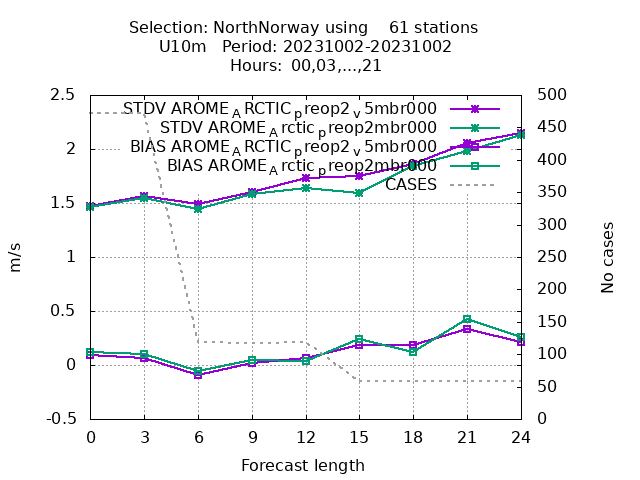 Selection: NorthNorway using 61 stations
U10m Period: 20231002-20231002
Hours: 00,03,...,21
2.5
2
1.5
1
0.5
0
-0.5
m/s
STDV AROME_ARCTIC_preop2_v5mbr000
STDV AROME_Arctic_preop2mbr000
BIAS AROME_ARCTIC_preop2_v5mbr000
BIAS AROME_Arctic_preop2mbr000
CASES
500
450
400
350
300
250
200
150
100
50
0
No cases
0 3 6 9 12 15 18 21 24
Forecast length